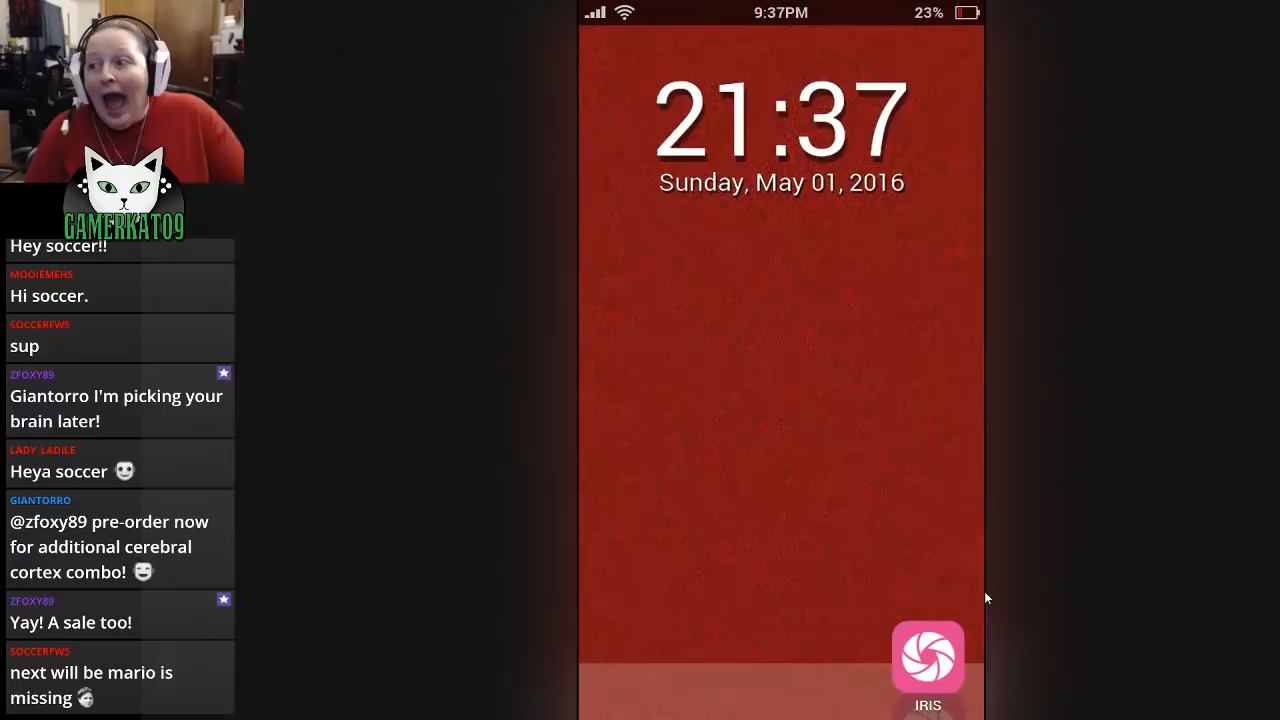 9:37PM
23%
21:37
Sunday, May 01, 2016
IRIS
GAMERKAT09
Hey soccer!!
MOOIEMEHS
Hi soccer.
SOCCERFW5
sup
ZFOXY89
Giantorro I'm picking your
brain later!
LADY_LADILE
Heya soccer
GIANTORRO
@zfoxy89 pre-order now
for additional cerebral
cortex combo!
ZFOXY89
Yay! A sale too!
SOCCERFW5
next will be mario is
missing